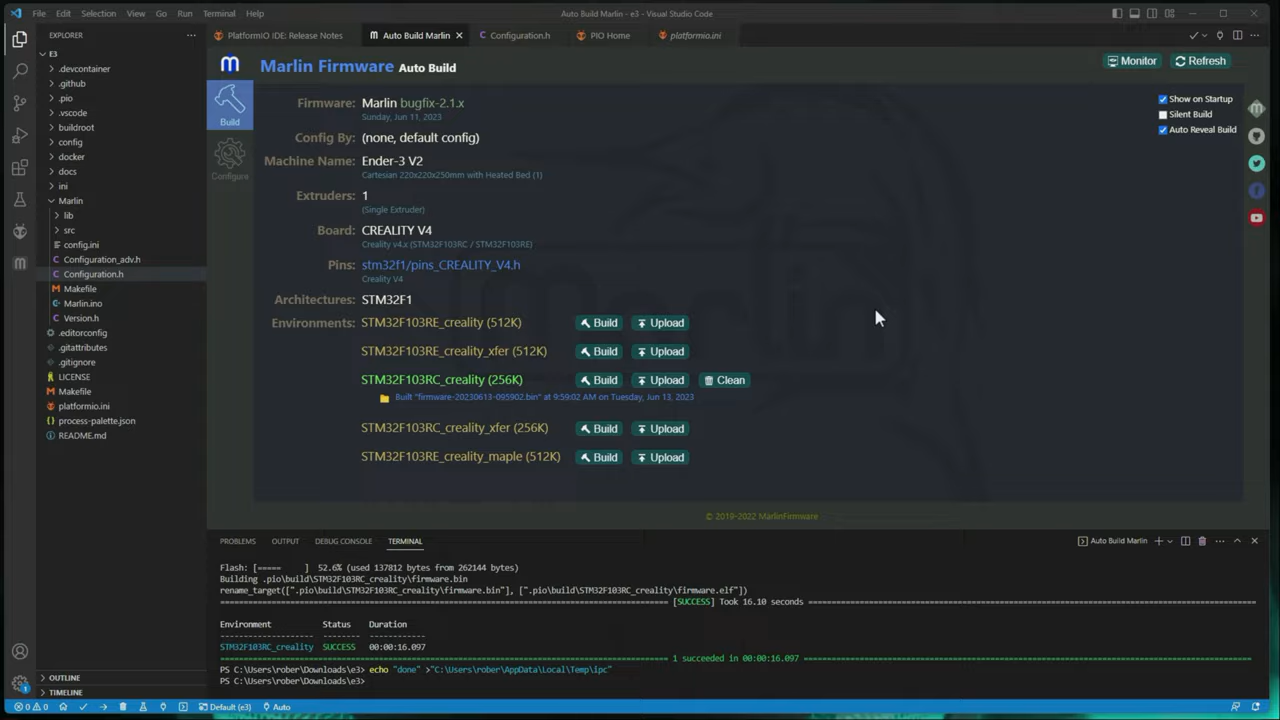 File Edit Selection View Go Run Terminal Help
Auto Build Marlin - e3 - Visual Studio Code
EXPLORER
E3
.devcontainer
.github
.pio
.vscode
buildroot
config
docker
docs
ini
Marlin
lib
src
config.ini
Configuration_adv.h
Configuration.h
Makefile
Marlin.ino
Version.h
.editorconfig
.gitattributes
.gitignore
LICENSE
Makefile
platformio.ini
process-palette.json
README.md
OUTLINE
TIMELINE
PlatformIO IDE: Release Notes
Auto Build Marlin
Configuration.h
PIO Home
platformio.ini
Marlin Firmware Auto Build
Monitor
Refresh
Build
Configure
Show on Startup
Silent Build
Auto Reveal Build
Firmware: Marlin bugfix-2.1.x
Sunday, Jun 11, 2023
Config By: (none, default config)
Machine Name: Ender-3 V2
Cartesian 220x220x250mm with Heated Bed (1)
Extruders: 1
(Single Extruder)
Board: CREALITY V4
Creality v4.x (STM32F103RC / STM32F103RE)
Pins: stm32f1/pins_CREALITY_V4.h
Creality V4
Architectures: STM32F1
Environments: STM32F103RE_creality (512K) Build Upload
STM32F103RE_creality_xfer (512K) Build Upload
STM32F103RC_creality (256K) Build Upload Clean
Built "firmware-20230613-095902.bin" at 9:59:02 AM on Tuesday, Jun 13, 2023
STM32F103RC_creality_xfer (256K) Build Upload
STM32F103RE_creality_maple (512K) Build Upload
© 2019-2022 MarlinFirmware
PROBLEMS OUTPUT DEBUG CONSOLE TERMINAL
Auto Build Marlin
Flash: [===== ] 52.6% (used 137812 bytes from 262144 bytes)
Building .pio\build\STM32F103RC_creality\firmware.bin
rename_target([".pio\build\STM32F103RC_creality\firmware.bin"], [".pio\build\STM32F103RC_creality\firmware.elf"])
[SUCCESS] Took 16.10 seconds
Environment Status Duration
STM32F103RC_creality SUCCESS 00:00:16.097
1 succeeded in 00:00:16.097
PS C:\Users\rober\Downloads\e3> echo "done" >"C:\Users\rober\AppData\Local\Temp\ipc"
PS C:\Users\rober\Downloads\e3>
1
0 0 Default (e3) Auto